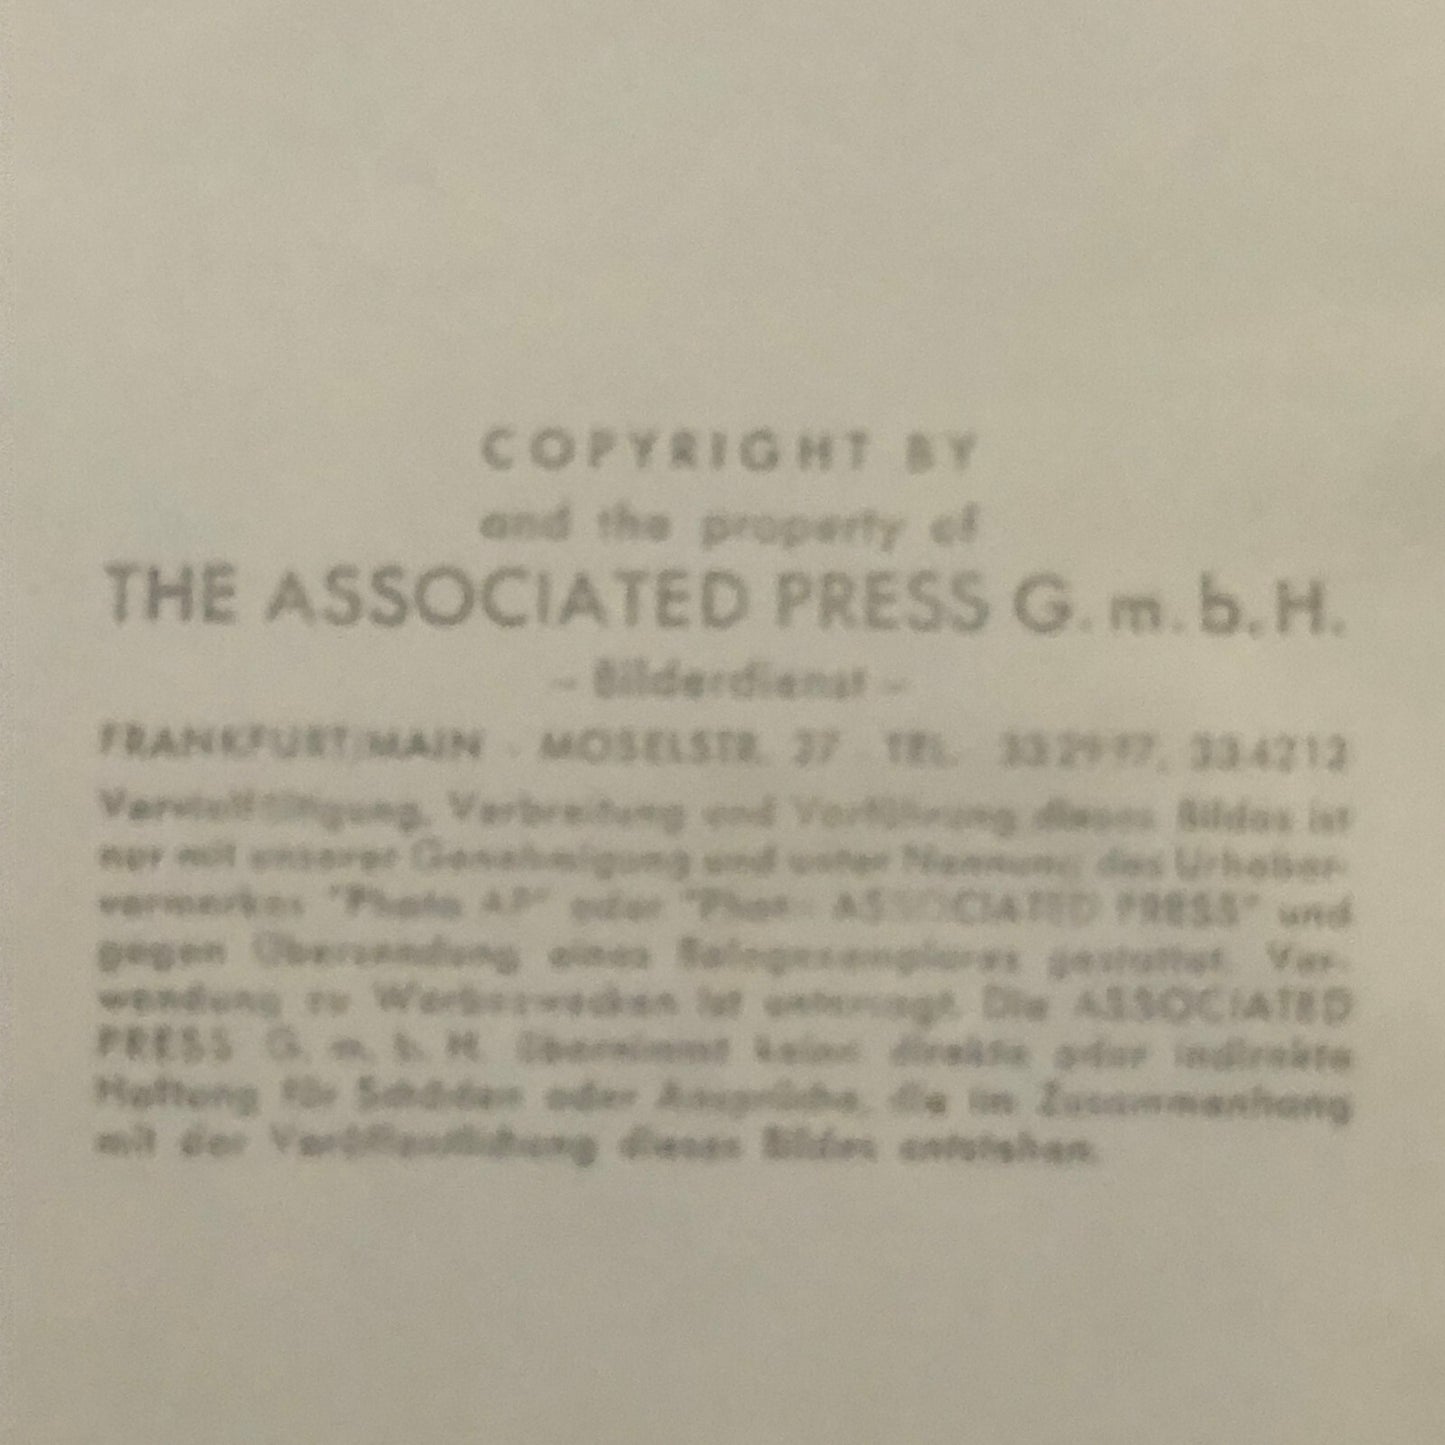 COPYRIGHT BY
and the property of
THE ASSOCIATED PRESS G. m. b. H.
- Bilderdienst -
FRANKFURT/MAIN MOSELSTR. 27 TEL. 334212
Vervielfältigung, Verbreitung und Vorführung dieses Bildes ist
nur mit unserer Genehmigung und unter Nennung des Urheber-
vermerkes "Photo AP" oder "Photo ASSOCIATED PRESS" und
gegen Übersendung eines Belegexemplares gestattet. Ver-
wendung zu Werbezwecken ist untersagt. Die ASSOCIATED
PRESS G. m. b. H. übernimmt keine direkte oder indirekte
Haftung für Schäden oder Ansprüche, die im Zusammenhang
mit der Veröffentlichung dieses Bildes entstehen.